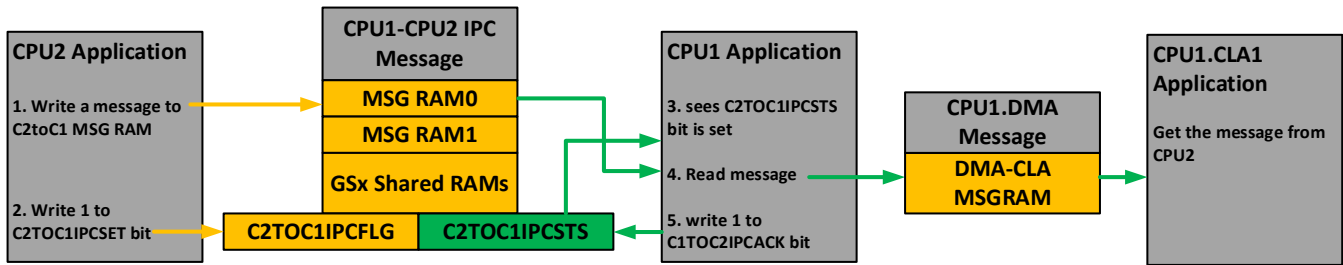 CPU2 Application
1. Write a message to
C2toC1 MSG RAM
2. Write 1 to
C2TOC1IPCSET bit
CPU1-CPU2 IPC
Message
MSG RAM0
MSG RAM1
GSx Shared RAMs
C2TOC1IPCFLG
C2TOC1IPCSTS
CPU1 Application
3. sees C2TOC1IPCSTS
bit is set
4. Read message
5. write 1 to
C1TOC2IPCACK bit
CPU1.DMA
Message
DMA-CLA
MSGRAM
CPU1.CLA1
Application
Get the message from
CPU2